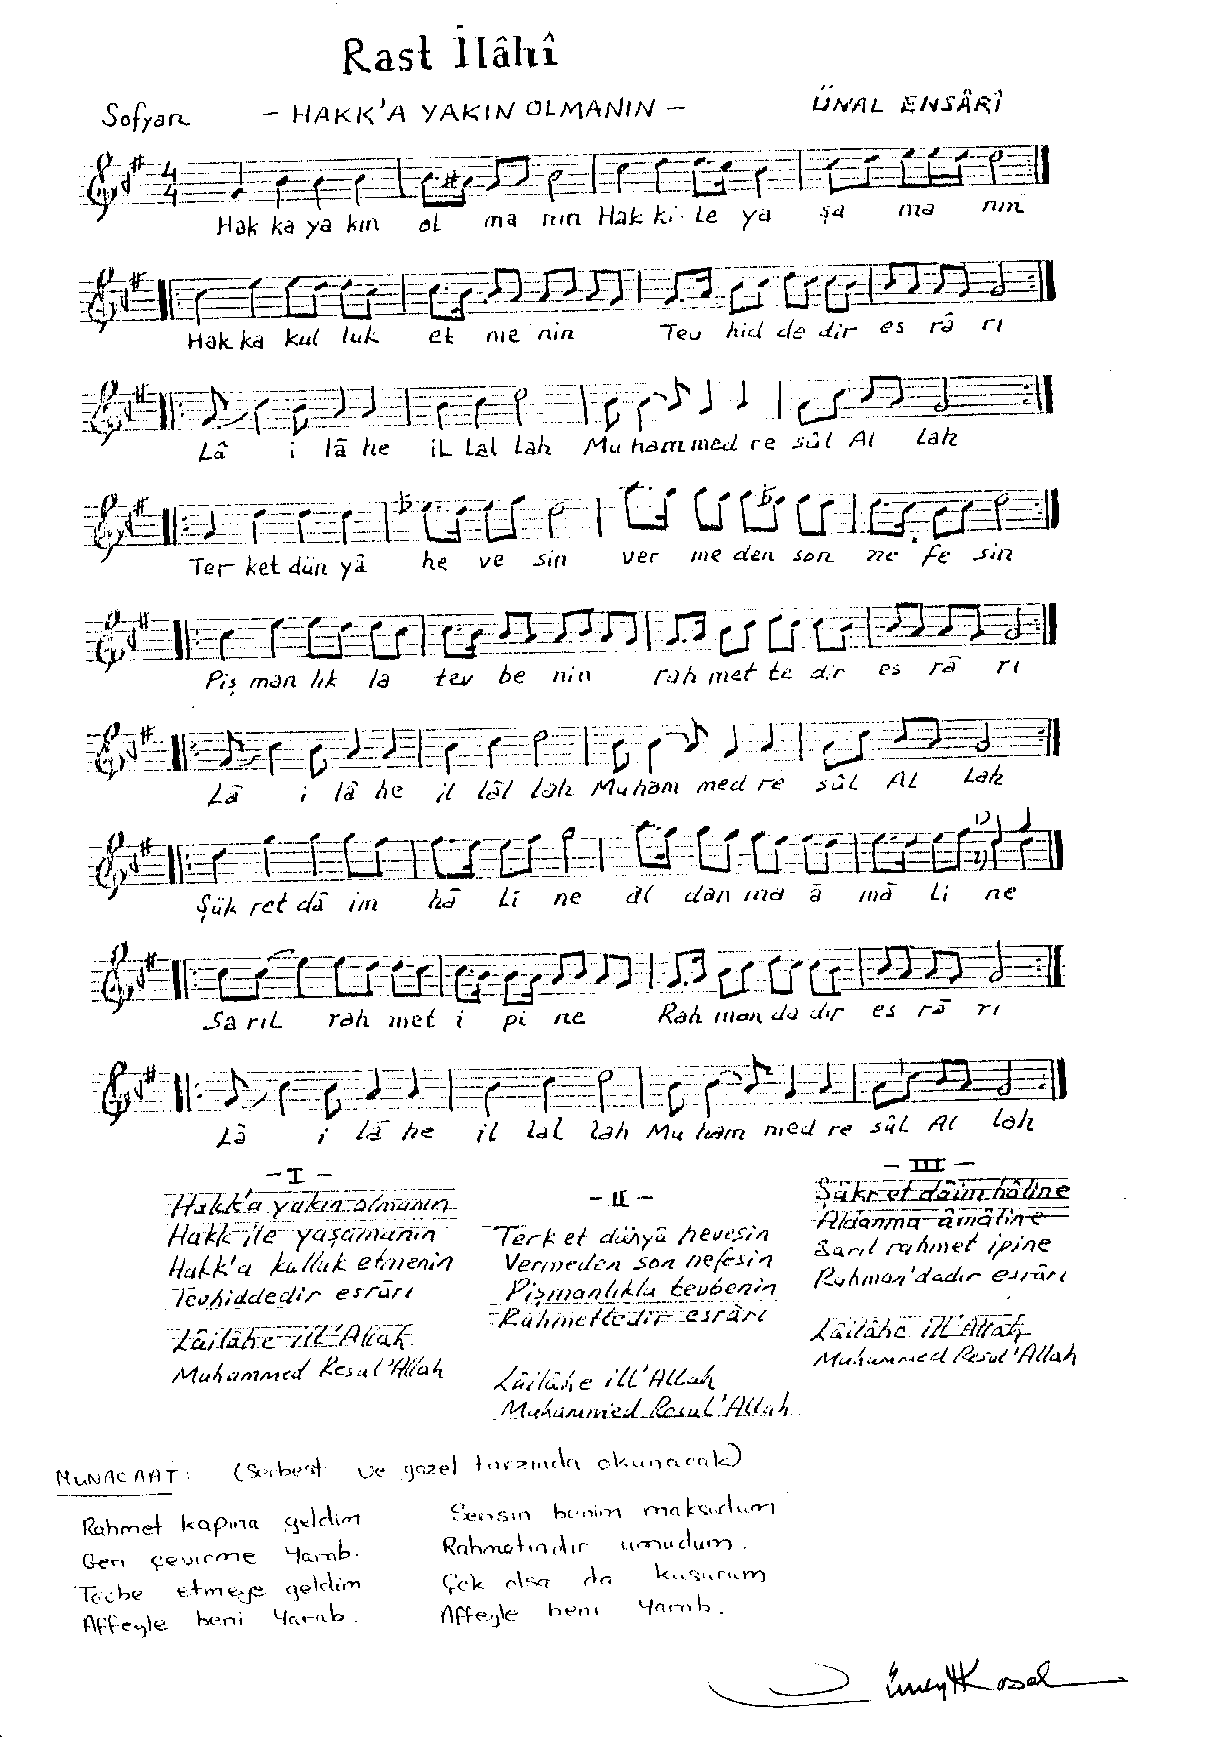 Rast İlâhî
Sofyan - HAKK'A YAKIN OLMANIN - ÜNAL ENSÂRÎ
Hak ka ya kın ol ma nın Hak ki le ya şa ma nın
Hak ka kul luk et me nin Tev hid de dir es râ rı
Lâ i lâ he iL Lal Lah Mu ham med re sûl Al Lah
Ter ket dün yâ he ve sin ver me den son ne fe sin
Piş man lık la tev be nin rah met te dir es râ rı
Lâ i lâ he il lâl lah Mu ham med re sûl AL Lah
Şük ret dâ im hâ Li ne al dan ma â mâ Li ne
Sa rıL rah met i pi ne Rah man da dır es râ rı
Lâ i lâ he il lal lah Mu ham med re sûL AL lah
- I -
Hakk'a yakın olmanın
Hakk ile yaşamanın
Hakk'a kulluk etmenin
Tevhiddedir esrârı
Lâilâhe ill'Allah
Muhammed Resul'Allah
- II -
Terk et dünyâ hevesin
Vermeden son nefesin
Pişmanlıkla tevbenin
Rahmettedir esrârı
Lâilâhe ill'ALLah
Muhammed Resul'Allah
- III -
Şükr et dâim hâline
Aldanma âmâline
Sarıl rahmet ipine
Rahman'dadır esrârı
Lâilâhe ill'Allah
Muhammed Resul'Allah
MUNACAAT: (Serbest ve gazel tarzında okunacak)
Rahmet kapına geldim
Geri çevirme Yarab.
Tövbe etmeye geldim
Affeyle beni Yarab.
Sensin benim maksudum
Rahmetindir umudum.
Çok olsa da kusurum
Affeyle beni Yarab.